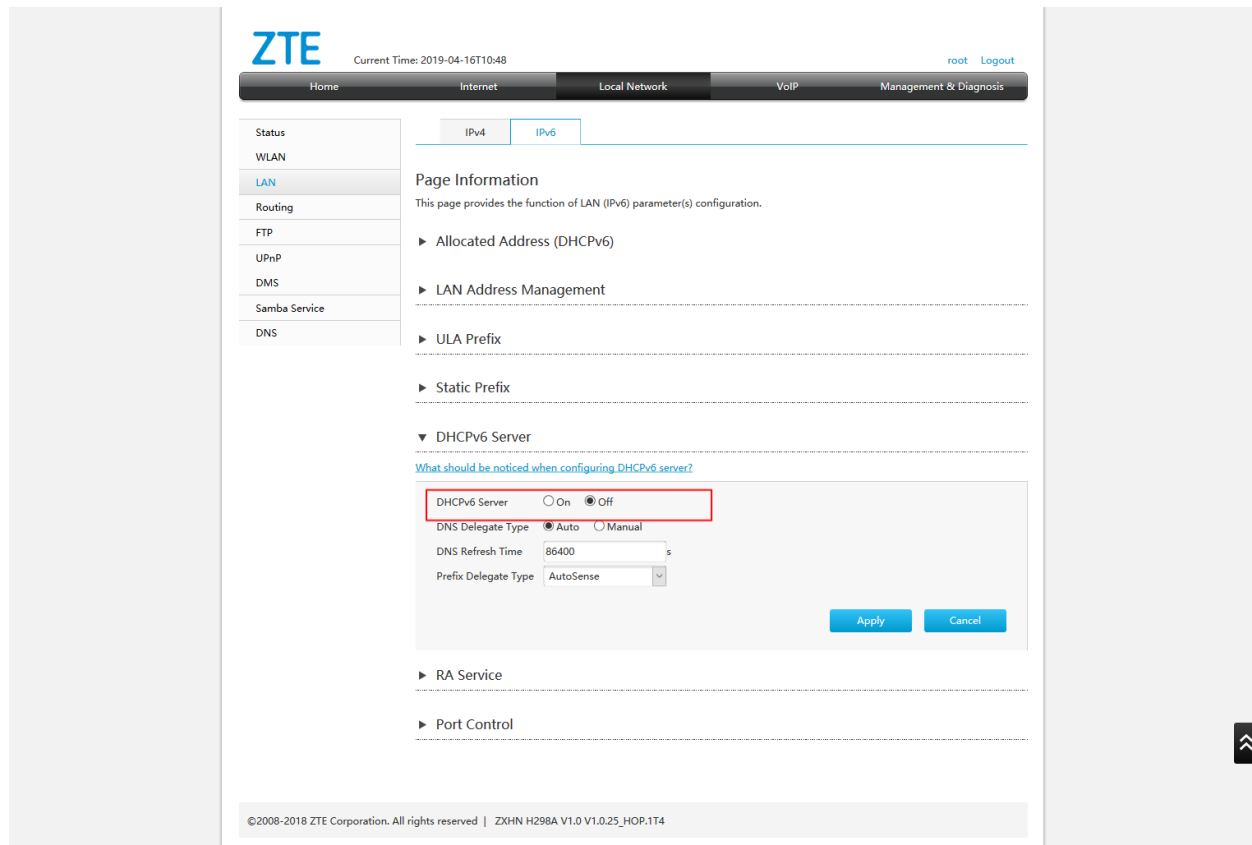 ZTE
Current Time: 2019-04-16T10:48
root Logout
Home Internet Local Network VoIP Management & Diagnosis
Status
WLAN
LAN
Routing
FTP
UPnP
DMS
Samba Service
DNS
IPv4 IPv6
Page Information
This page provides the function of LAN (IPv6) parameter(s) configuration.
Allocated Address (DHCPv6)
LAN Address Management
ULA Prefix
Static Prefix
DHCPv6 Server
What should be noticed when configuring DHCPv6 server?
DHCPv6 Server On Off
DNS Delegate Type Auto Manual
DNS Refresh Time 86400 s
Prefix Delegate Type AutoSense
Apply Cancel
RA Service
Port Control
©2008-2018 ZTE Corporation. All rights reserved | ZXHN H298A V1.0 V1.0.25_HOP.1T4